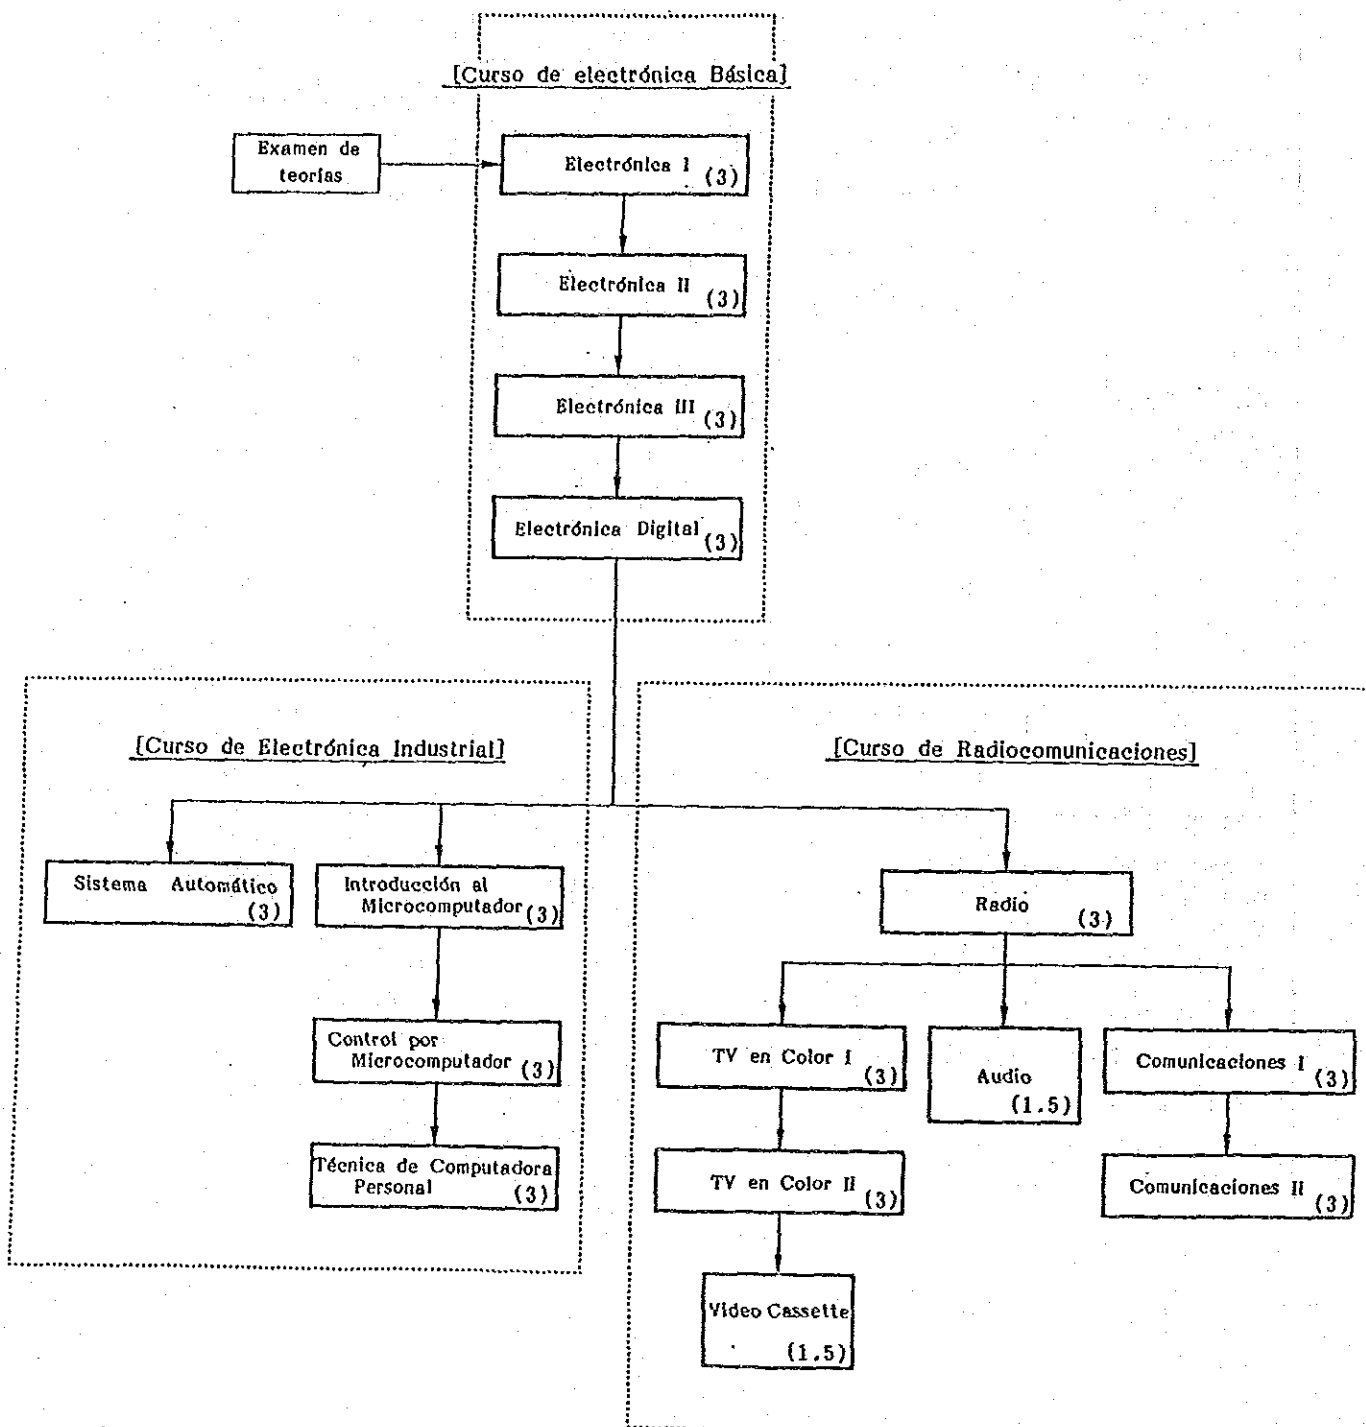 [Curso de electrónica Básica]
Examen de
teorías
Electrónica I
(3)
Electrónica II
(3)
Electrónica III
(3)
Electrónica Digital
(3)
[Curso de Electrónica Industrial]
Sistema Automático
(3)
Introducción al
Microcomputador (3)
Control por
Microcomputador (3)
Técnica de Computadora
Personal (3)
[Curso de Radiocomunicaciones]
Radio
(3)
TV en Color I
(3)
TV en Color II
(3)
Video Cassette
(1.5)
Audio
(1.5)
Comunicaciones I
(3)
Comunicaciones II
(3)